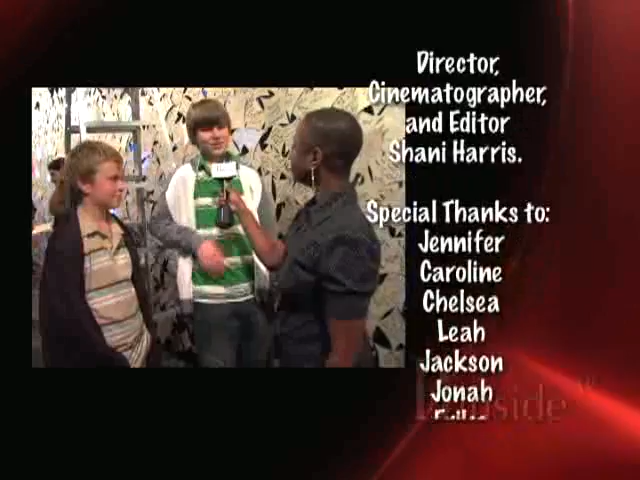 Director,
Cinematographer,
and Editor
Shani Harris.
Special Thanks to:
Jennifer
Caroline
Chelsea
Leah
Jackson
Jonah